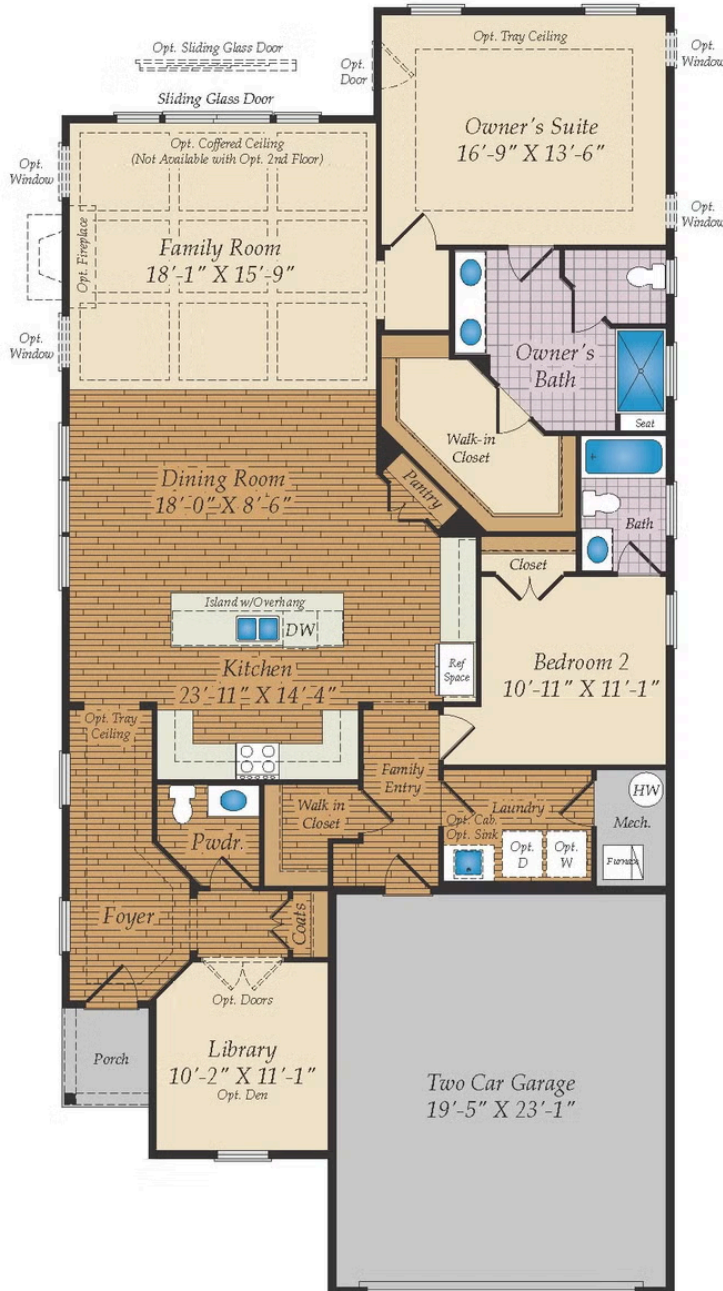 Opt. Tray Ceiling
Opt. Sliding Glass Door
Opt.
Window
Opt.
Door
Sliding Glass Door
Owner's Suite
16'-9" X 13'-6"
Opt. Coffered Ceiling
(Not Available with Opt. 2nd Floor)
Opt.
Window
Opt.
Window
Opt. Fireplace
Family Room
18'-1" X 15'-9"
Opt.
Window
Owner's
Bath
Seat
Walk-in
Closet
Dining Room
18'-0" X 8'-6"
Pantry
Bath
Closet
Island w/Overhang
DW
Kitchen
23'-11" X 14'-4"
Ref
Space
Bedroom 2
10'-11" X 11'-1"
Opt. Tray
Ceiling
Family
Entry
HW
Walk in
Closet
Laundry
Mech.
Opt. Cab.
Opt. Sink
Pwdr.
Opt.
D
Opt.
W
Furnace
Foyer
Coats
Opt. Doors
Porch
Library
10'-2" X 11'-1"
Opt. Den
Two Car Garage
19'-5" X 23'-1"